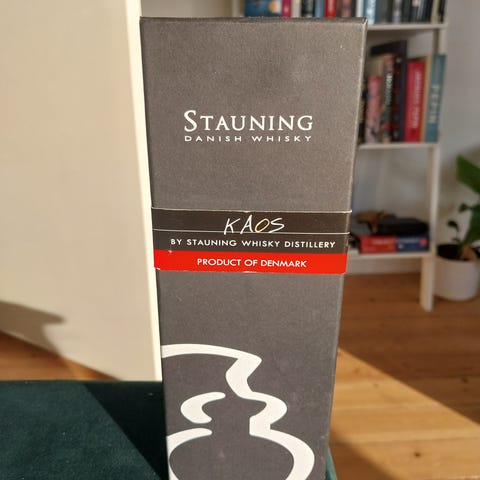 STAUNING
DANISH WHISKY
KAOS
BY STAUNING WHISKY DISTILLERY
PRODUCT OF DENMARK